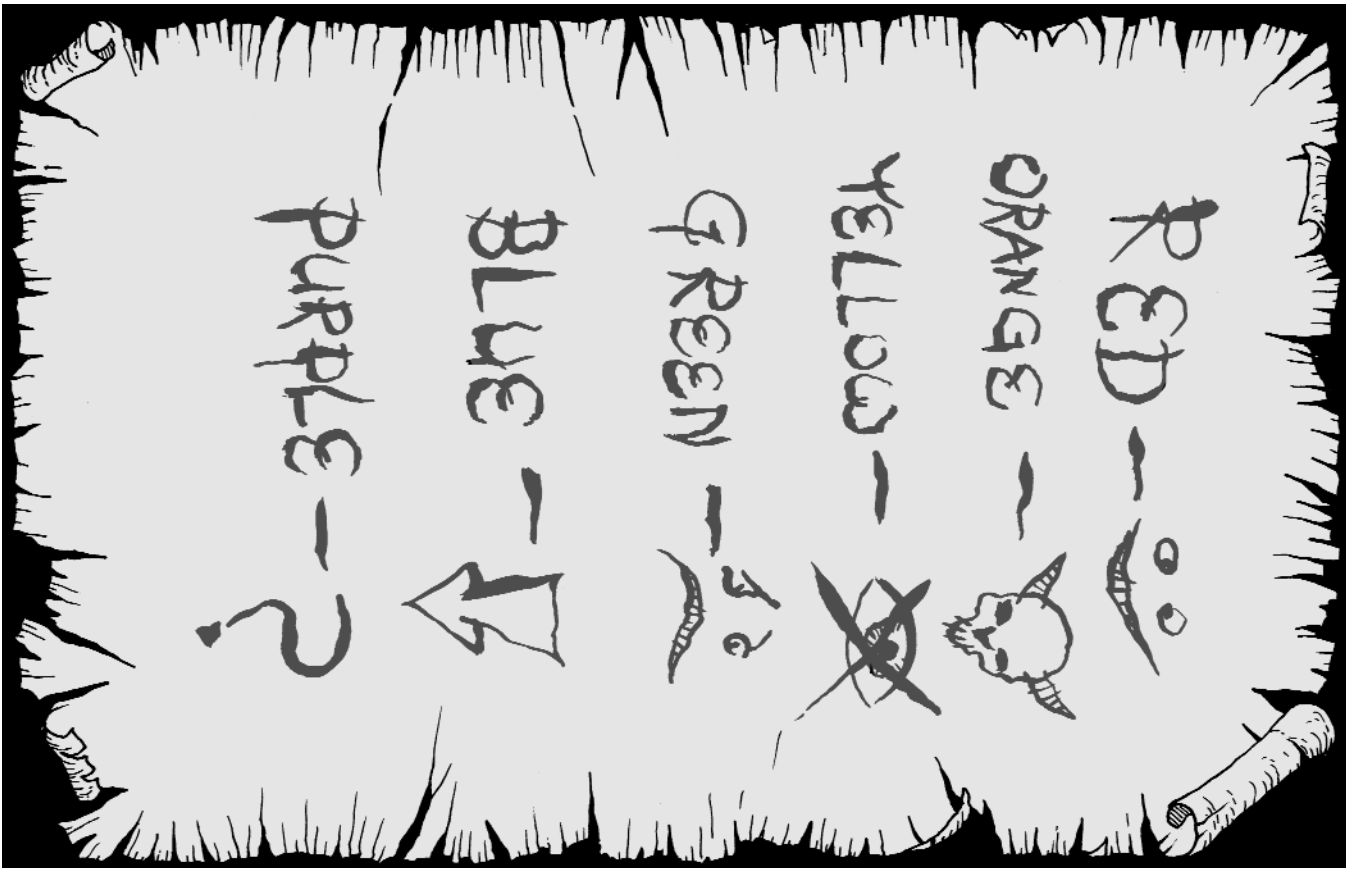 RED -
ORANGE -
YELLOW -
GREEN -
BLUE -
PURPLE - ?